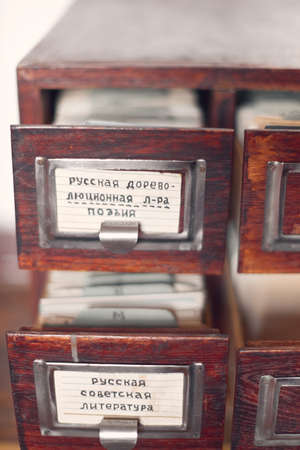 РУССКАЯ ДОРЕВО-
ЛЮЦИОННАЯ Л-РА
ПОЭЗИЯ
РУССКАЯ
СОВЕТСКАЯ
ЛИТЕРАТУРА